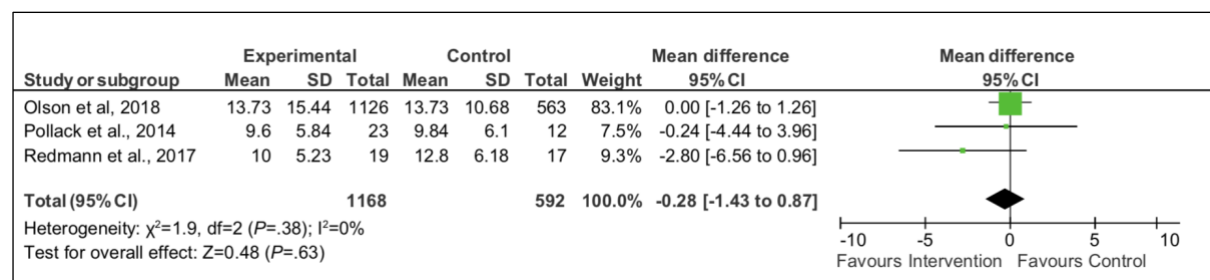 Experimental Control Mean difference Mean difference
Study or subgroup Mean SD Total Mean SD Total Weight 95% CI 95% CI
Olson et al, 2018 13.73 15.44 1126 13.73 10.68 563 83.1% 0.00 [-1.26 to 1.26]
Pollack et al., 2014 9.6 5.84 23 9.84 6.1 12 7.5% -0.24 [-4.44 to 3.96]
Redmann et al., 2017 10 5.23 19 12.8 6.18 17 9.3% -2.80 [-6.56 to 0.96]
Total (95% CI) 1168 592 100.0% -0.28 [-1.43 to 0.87]
Heterogeneity: χ²=1.9, df=2 (P=.38); I²=0%
Test for overall effect: Z=0.48 (P=.63)
-10 -5 0 5 10
Favours Intervention Favours Control